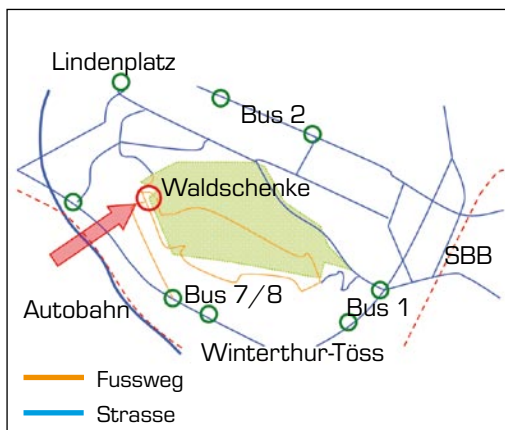 Lindenplatz
Bus 2
Waldschenke
SBB
Bus 7/8
Autobahn
Bus 1
Winterthur-Töss
Fussweg
Strasse